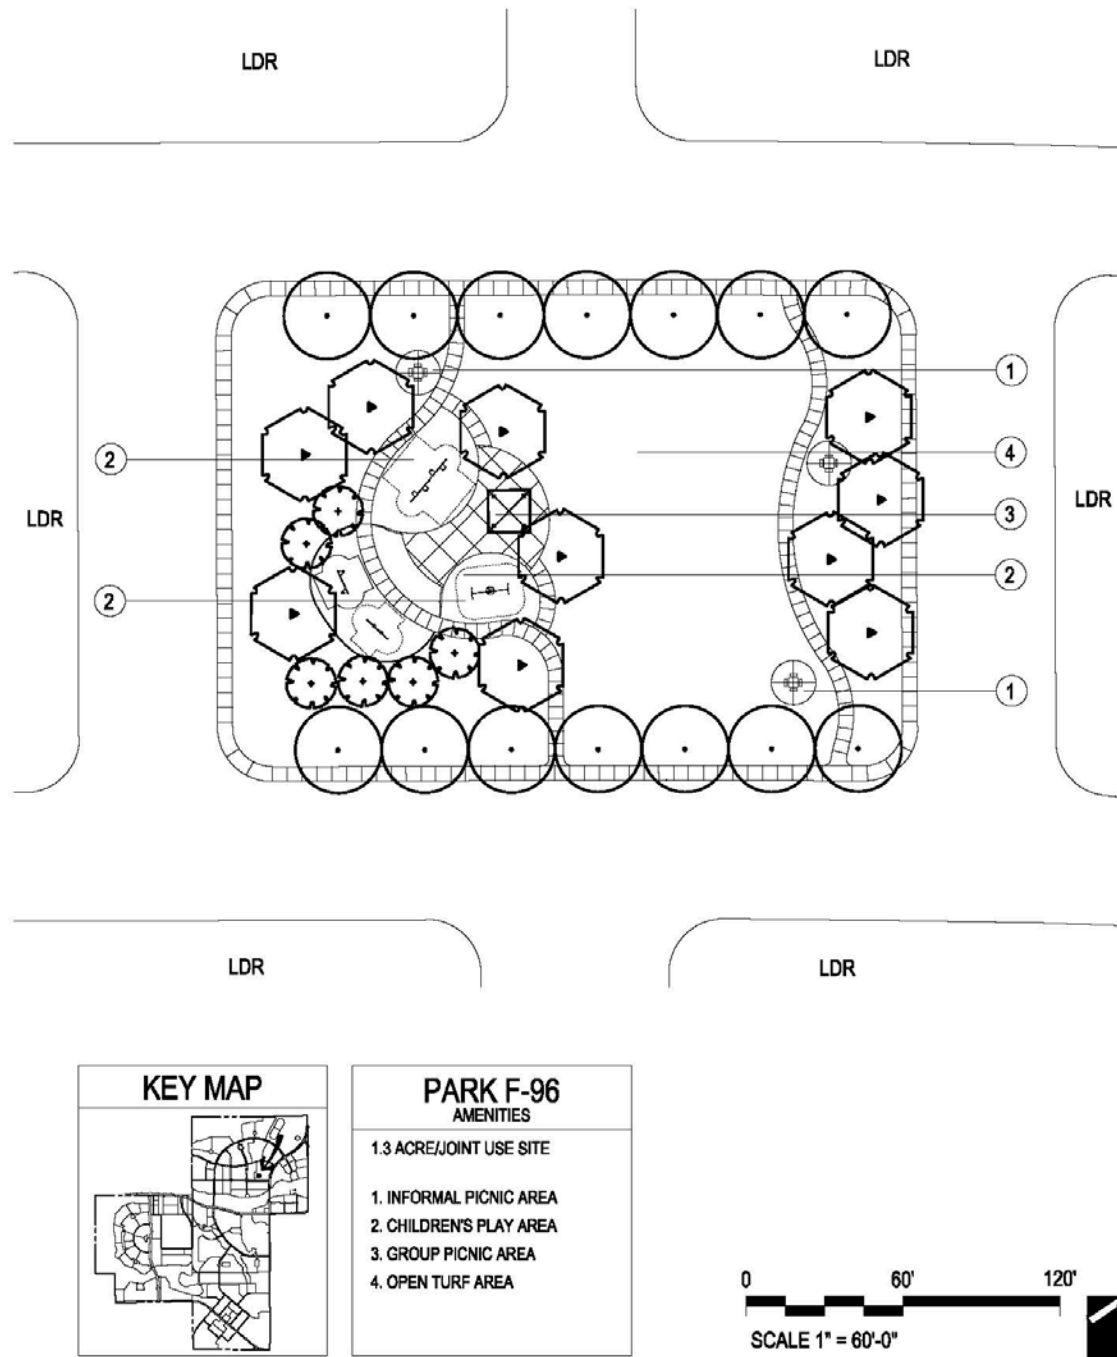 LDR
LDR
1
2
4
LDR
3
LDR
2
2
1
LDR
LDR
KEY MAP
PARK F-96
AMENITIES
1.3 ACRE/JOINT USE SITE
1. INFORMAL PICNIC AREA
2. CHILDREN'S PLAY AREA
3. GROUP PICNIC AREA
4. OPEN TURF AREA
0 60' 120'
SCALE 1" = 60'-0"